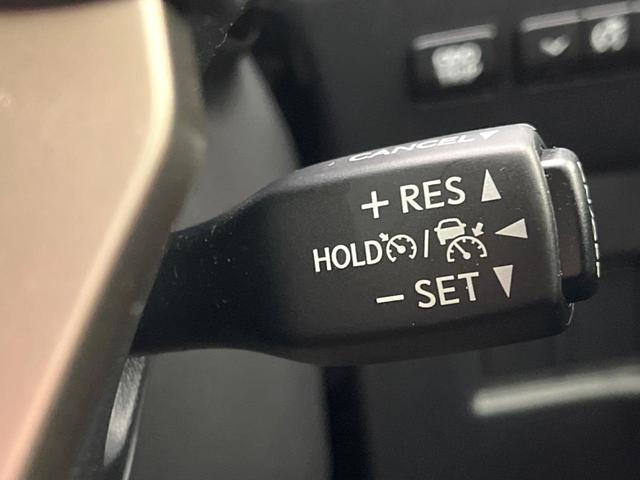 CANCEL▼
+ RES ▲
HOLD / ◀
− SET ▼